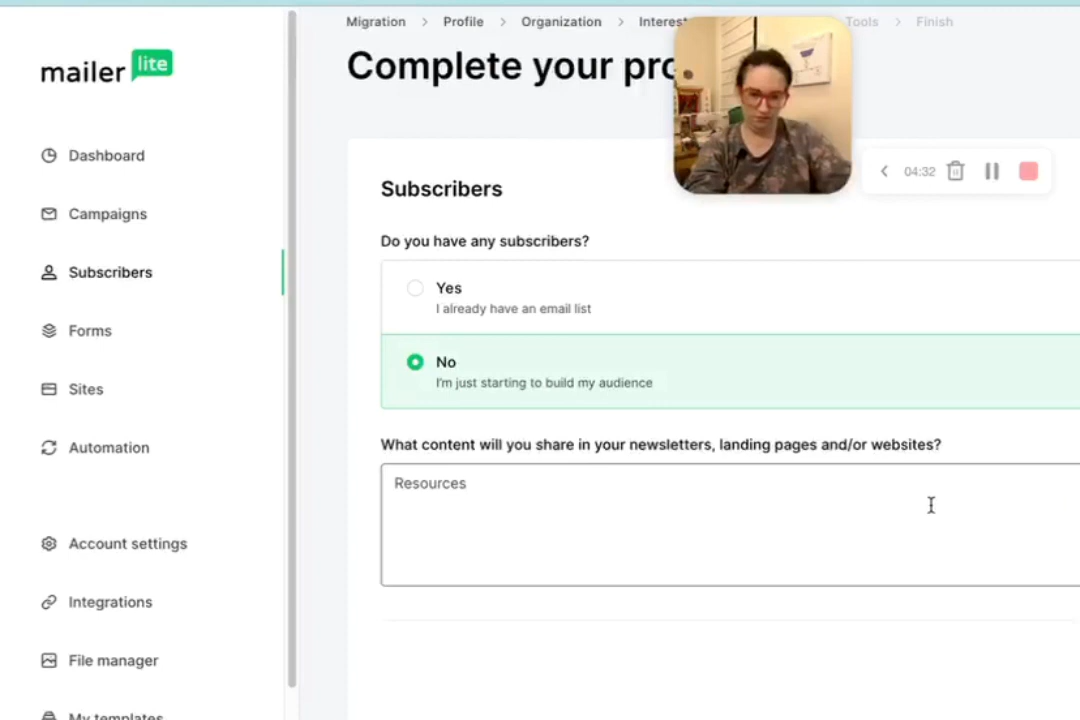 Migration > Profile > Organization > Interest Tools > Finish
mailer lite
Complete your pro
Dashboard
Campaigns
Subscribers
Forms
Sites
Automation
Account settings
Integrations
File manager
My templates
04:32
Subscribers
Do you have any subscribers?
Yes
I already have an email list
No
I'm just starting to build my audience
What content will you share in your newsletters, landing pages and/or websites?
Resources